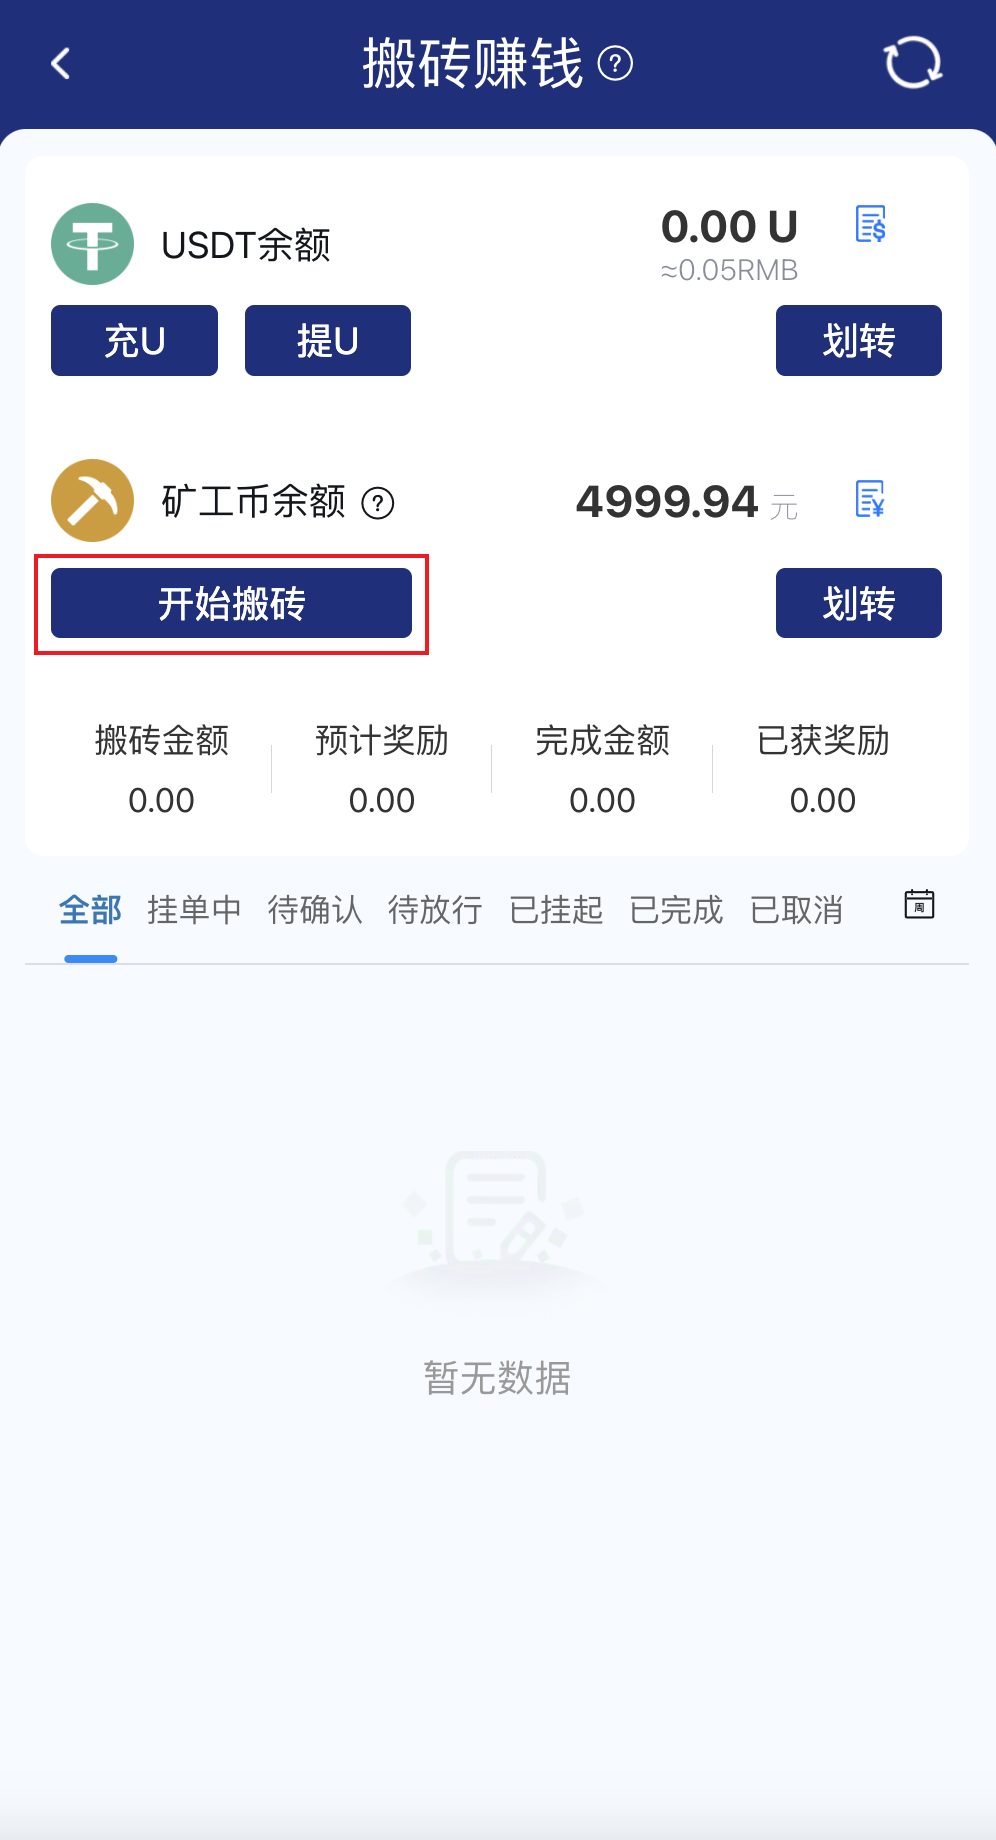 搬砖赚钱 ?
USDT余额
0.00 U
≈0.05RMB
充U 提U 划转
矿工币余额 ? 4999.94 元
开始搬砖 划转
搬砖金额 预计奖励 完成金额 已获奖励
0.00 0.00 0.00 0.00
全部 挂单中 待确认 待放行 已挂起 已完成 已取消 周
暂无数据